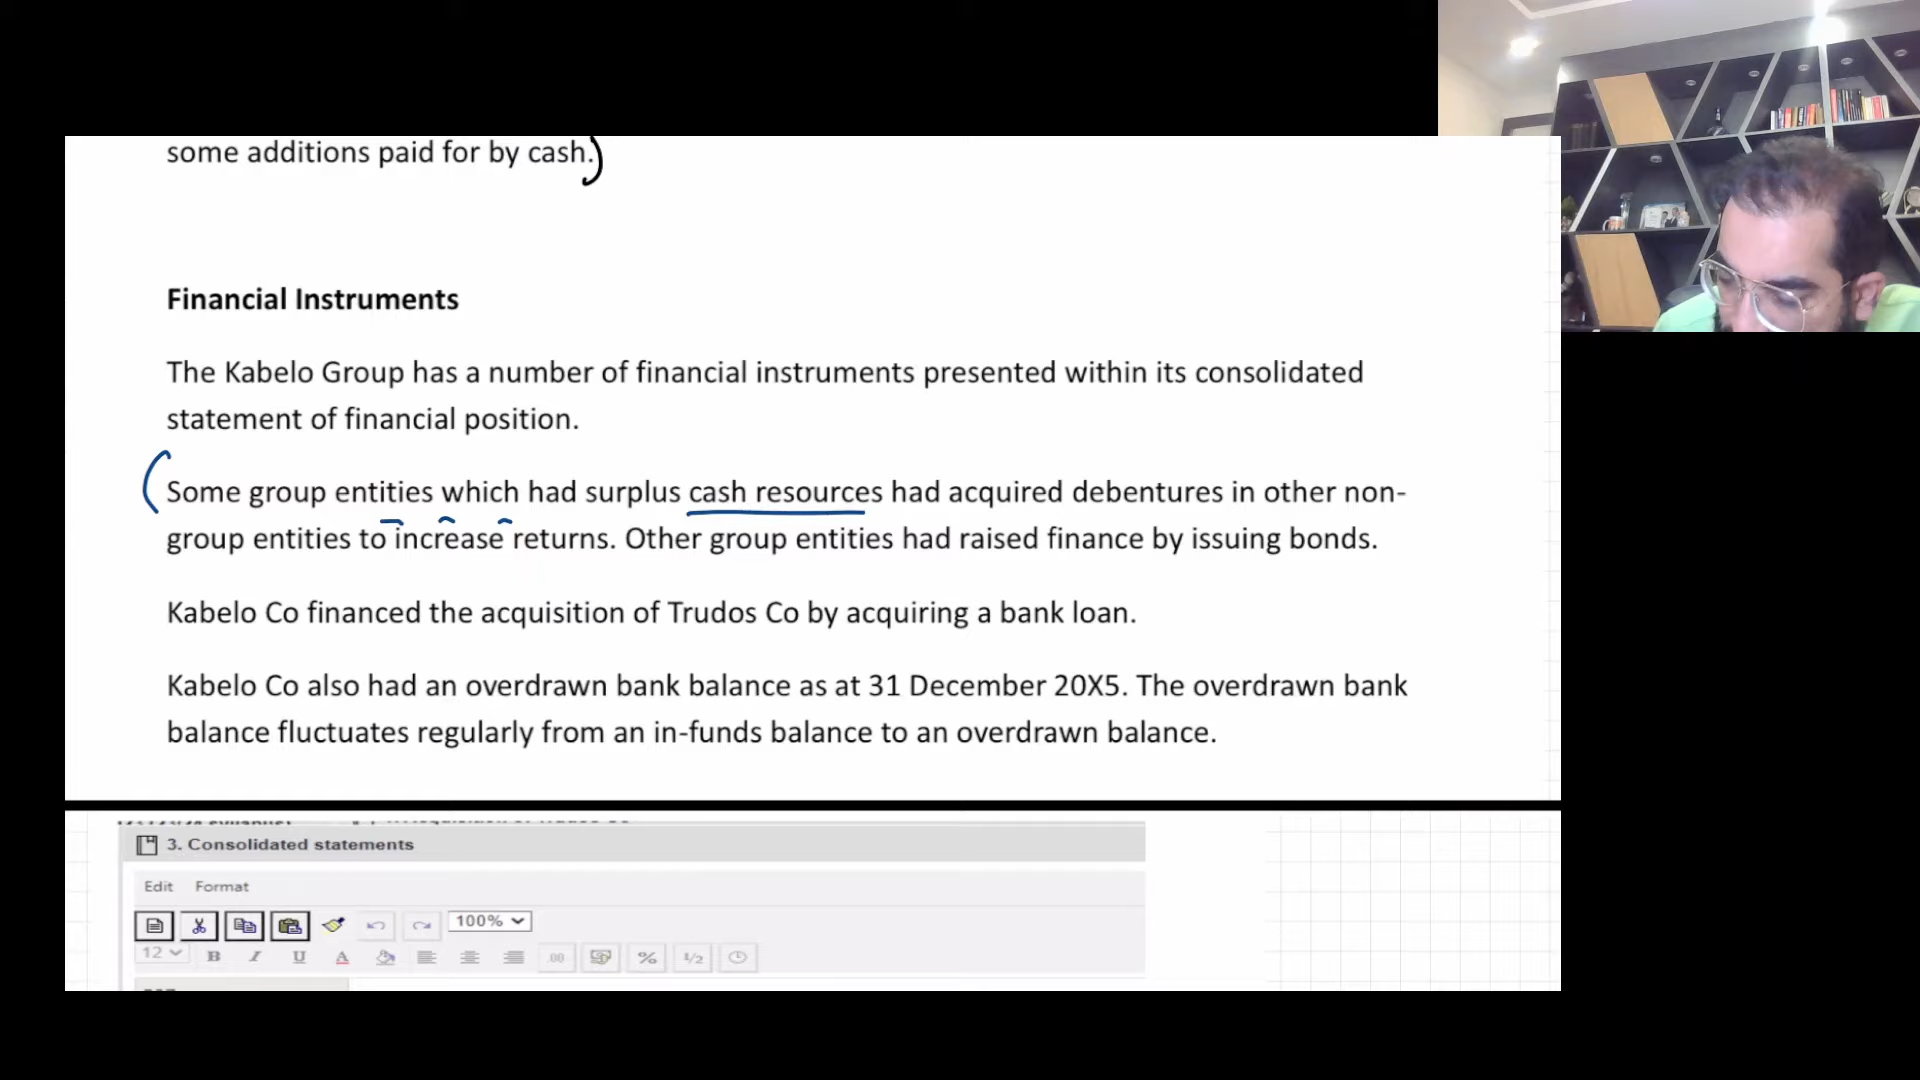 some additions paid for by cash.
Financial Instruments
The Kabelo Group has a number of financial instruments presented within its consolidated
statement of financial position.
Some group entities which had surplus cash resources had acquired debentures in other non-
group entities to increase returns. Other group entities had raised finance by issuing bonds.
Kabelo Co financed the acquisition of Trudos Co by acquiring a bank loan.
Kabelo Co also had an overdrawn bank balance as at 31 December 20X5. The overdrawn bank
balance fluctuates regularly from an in-funds balance to an overdrawn balance.
3. Consolidated statements
Edit Format
100%
12 B I U A .00 % 1/2